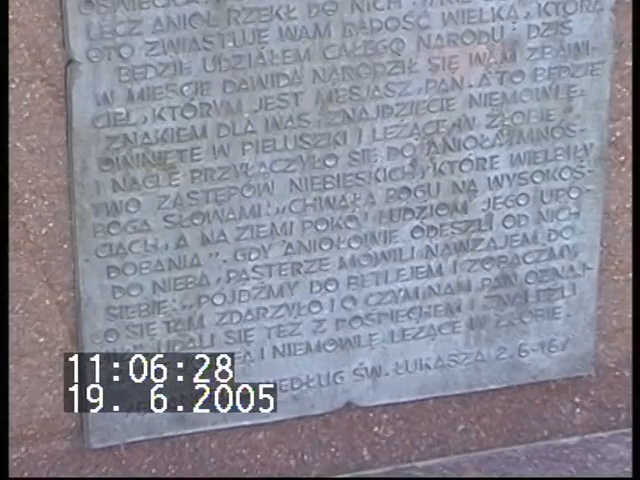 LECZ ANIOŁ RZEKŁ DO NICH: KTÓRA
OTO ZWIASTUJĘ WAM RADOŚĆ WIELKĄ,
BĘDZIE UDZIAŁEM CAŁEGO NARODU: DZIŚ
W MIEŚCIE DAWIDA NARODZIŁ SIĘ WAM ZBAWI-
CIEL, KTÓRYM JEST MESJASZ, PAN. A TO BĘDZIE
ZNAKIEM DLA WAS: ZNAJDZIECIE NIEMOWLĘ,
OWINIĘTE W PIELUSZKI I LEŻĄCE W ŻŁOBIE."
I NAGLE PRZYŁĄCZYŁO SIĘ DO ANIOŁA MNÓS-
TWO ZASTĘPÓW NIEBIESKICH, KTÓRE WIELBIŁY
BOGA SŁOWAMI: „CHWAŁA BOGU NA WYSOKOŚ-
CIACH, A NA ZIEMI POKÓJ LUDZIOM JEGO UPO-
DOBANIA". GDY ANIOŁOWIE ODESZLI OD NICH
DO NIEBA, PASTERZE MÓWILI NAWZAJEM DO
SIEBIE: „PÓJDŹMY DO BETLEJEM I ZOBACZMY,
CO SIĘ TAM ZDARZYŁO I O CZYM NAM PAN OZNAJ-
UDALI SIĘ TEŻ Z POŚPIECHEM I ZNALEŹLI
I NIEMOWLĘ LEŻĄCE W ŻŁOBIE.
WEDŁUG ŚW. ŁUKASZA 2.6-16/
11:06:28
19. 6.2005